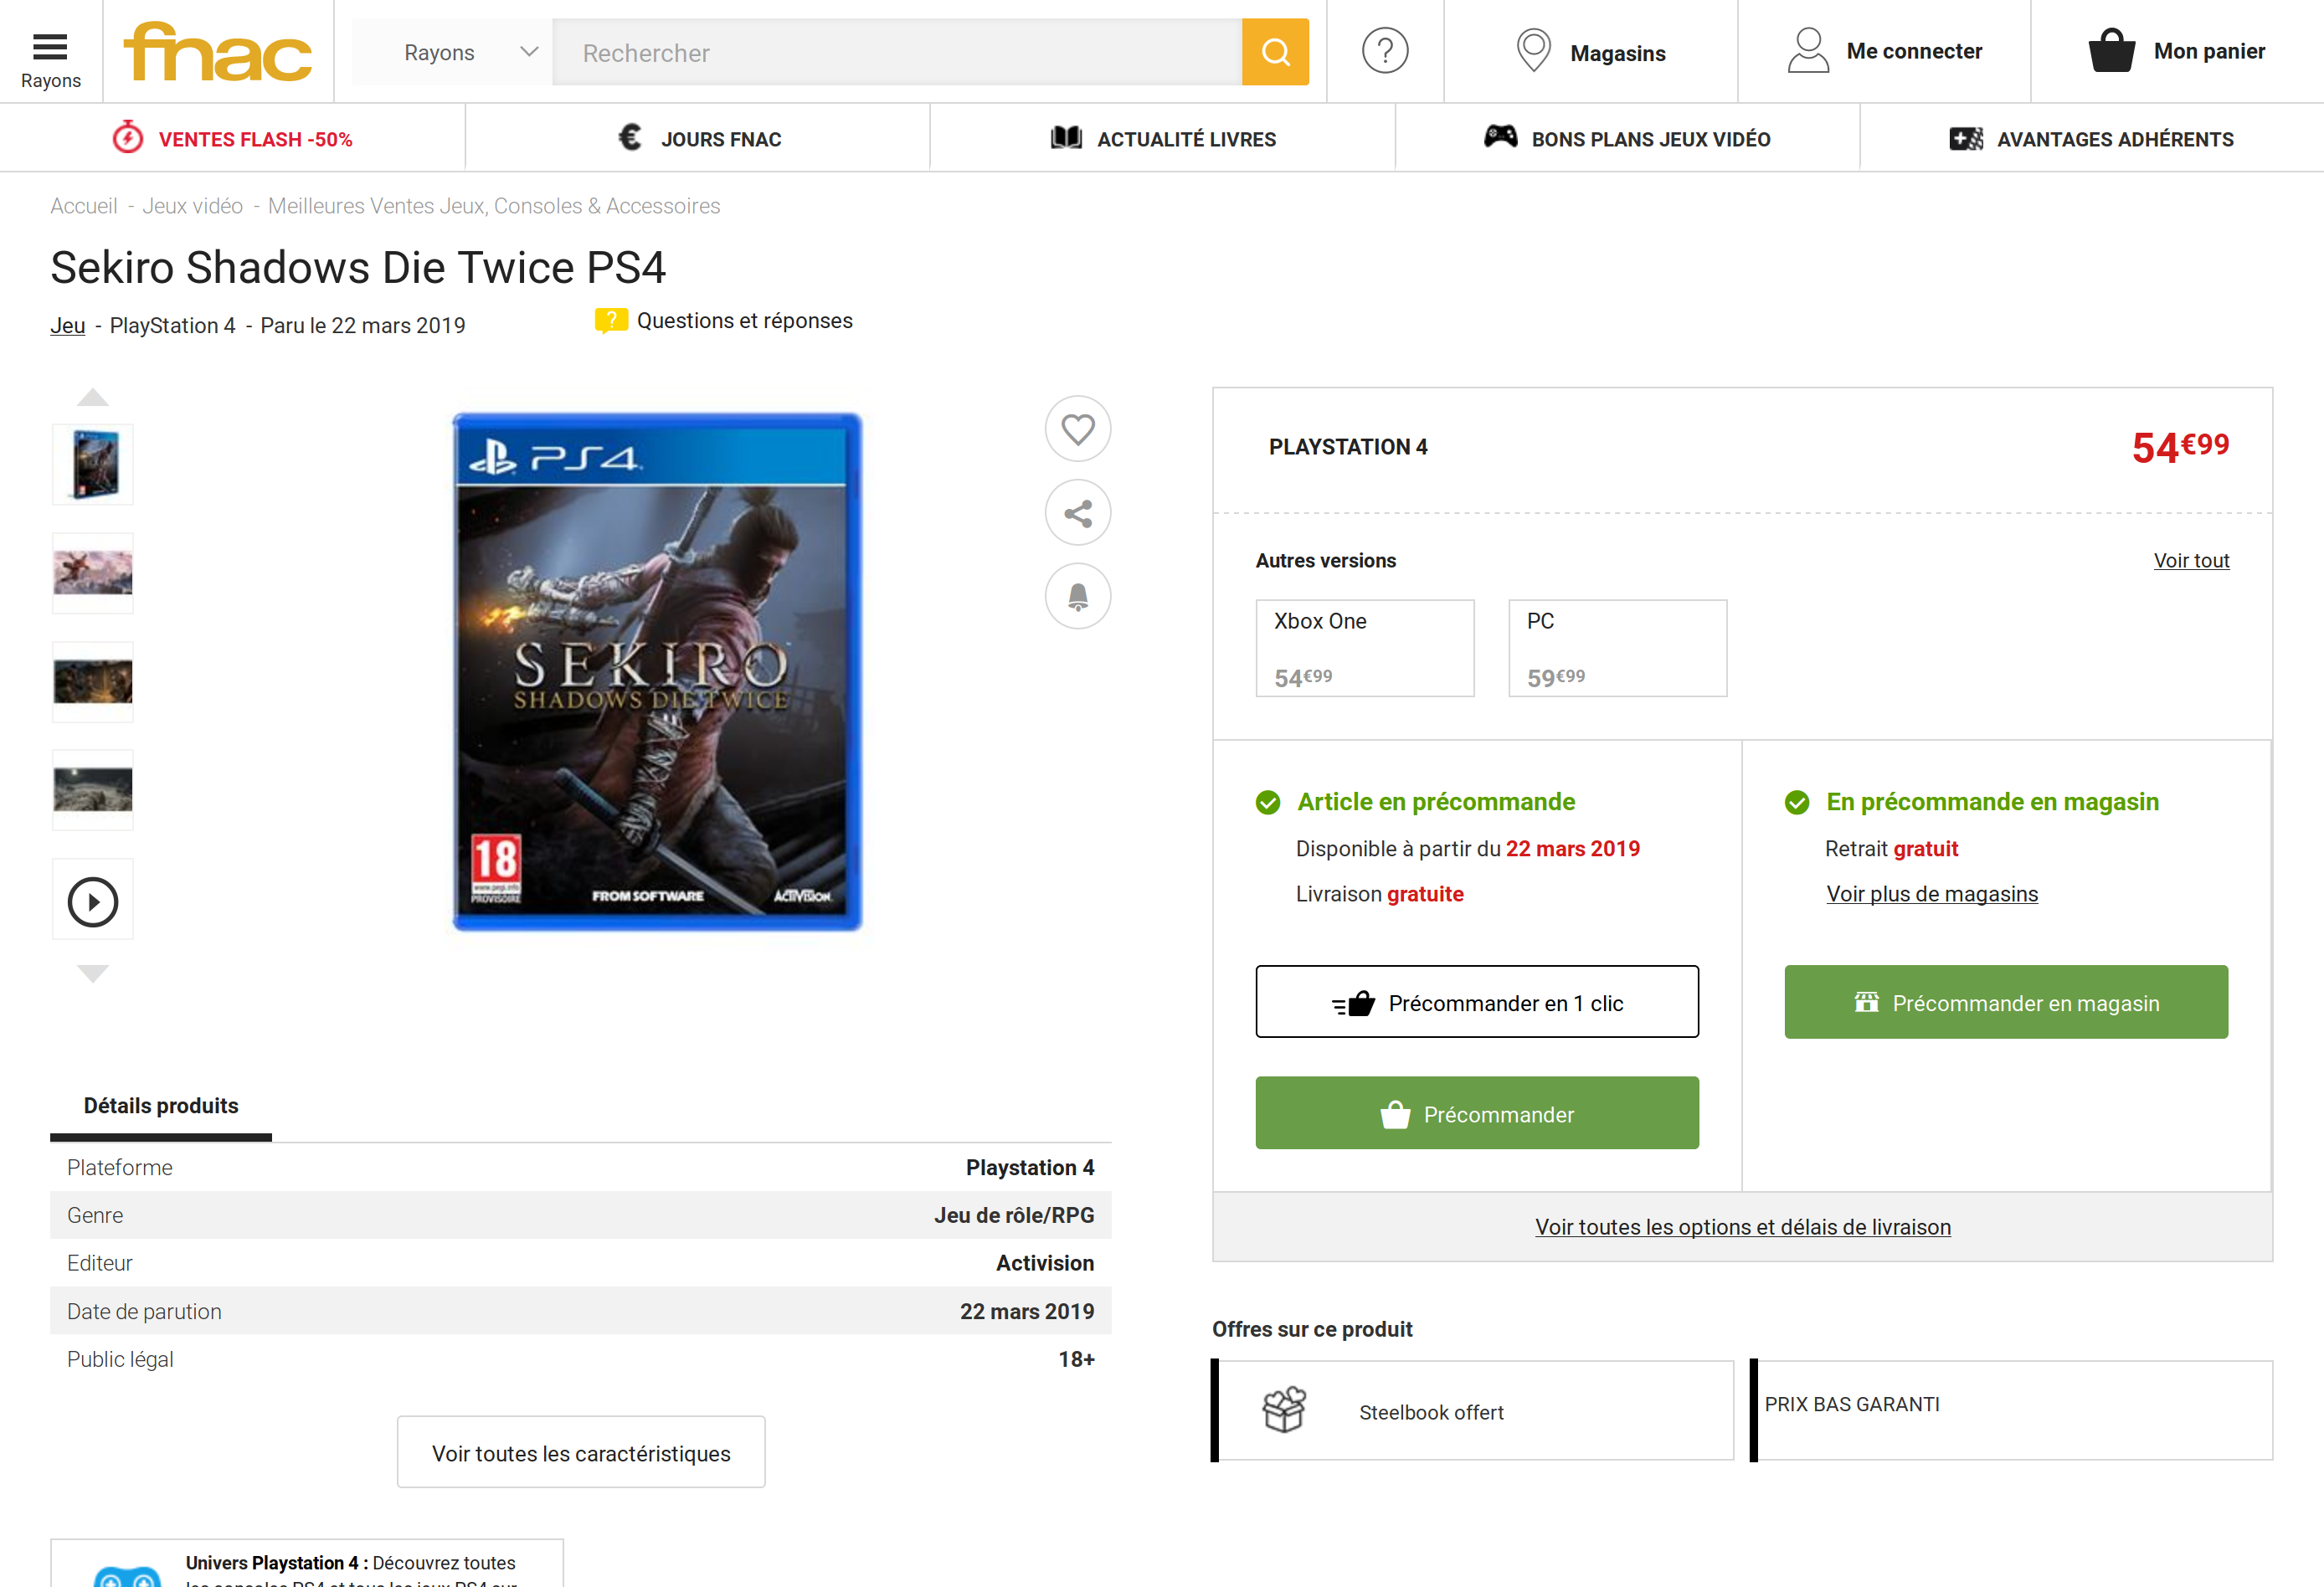 Rayons
fnac
Rayons
Rechercher
?
Magasins
Me connecter
Mon panier
VENTES FLASH -50%
€ JOURS FNAC
ACTUALITÉ LIVRES
BONS PLANS JEUX VIDÉO
AVANTAGES ADHÉRENTS
Accueil - Jeux vidéo - Meilleures Ventes Jeux, Consoles & Accessoires
Sekiro Shadows Die Twice PS4
Jeu - PlayStation 4 - Paru le 22 mars 2019
? Questions et réponses
PS4
SEKIRO
SHADOWS DIE TWICE
18
www.pegi.info
PROVISOIRE
FROM SOFTWARE
ACTIVISION
PLAYSTATION 4
54€99
Autres versions
Voir tout
Xbox One
54€99
PC
59€99
Article en précommande
Disponible à partir du 22 mars 2019
Livraison gratuite
Précommander en 1 clic
Précommander
En précommande en magasin
Retrait gratuit
Voir plus de magasins
Précommander en magasin
Voir toutes les options et délais de livraison
Détails produits
Plateforme Playstation 4
Genre Jeu de rôle/RPG
Editeur Activision
Date de parution 22 mars 2019
Public légal 18+
Voir toutes les caractéristiques
Offres sur ce produit
Steelbook offert
PRIX BAS GARANTI
Univers Playstation 4 : Découvrez toutes